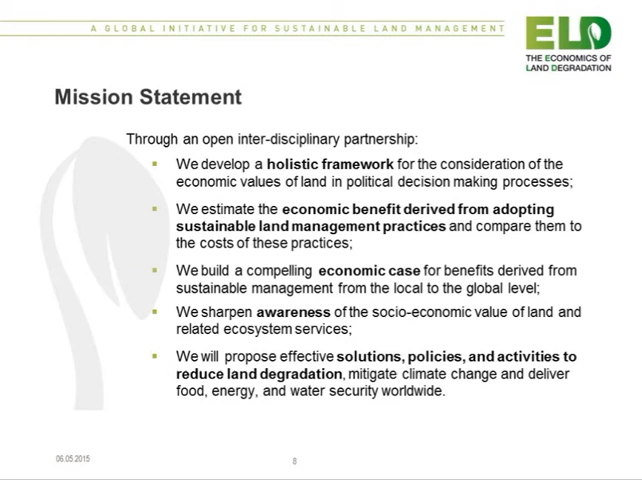 A GLOBAL INITIATIVE FOR SUSTAINABLE LAND MANAGEMENT
ELD
THE ECONOMICS OF
LAND DEGRADATION
Mission Statement
Through an open inter-disciplinary partnership:
▪ We develop a holistic framework for the consideration of the
economic values of land in political decision making processes;
▪ We estimate the economic benefit derived from adopting
sustainable land management practices and compare them to
the costs of these practices;
▪ We build a compelling economic case for benefits derived from
sustainable management from the local to the global level;
▪ We sharpen awareness of the socio-economic value of land and
related ecosystem services;
▪ We will propose effective solutions, policies, and activities to
reduce land degradation, mitigate climate change and deliver
food, energy, and water security worldwide.
06.05.2015
8